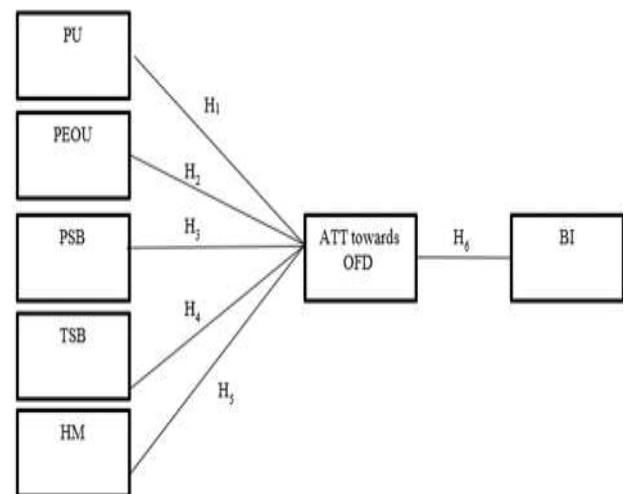 PU
H₁
PEOU
H₂
PSB
H₃
ATT towards
OFD
H₆
BI
TSB
H₄
HM
H₅